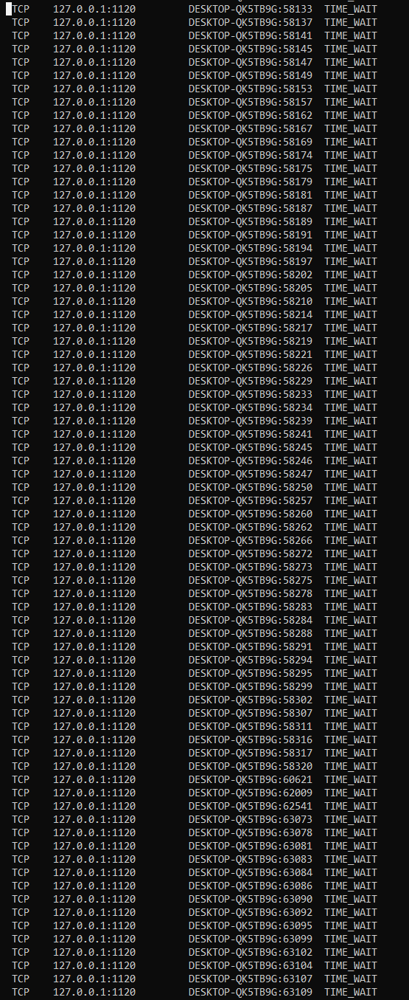 TCP 127.0.0.1:1120 DESKTOP-QK5TB9G:58133 TIME_WAIT
TCP 127.0.0.1:1120 DESKTOP-QK5TB9G:58137 TIME_WAIT
TCP 127.0.0.1:1120 DESKTOP-QK5TB9G:58141 TIME_WAIT
TCP 127.0.0.1:1120 DESKTOP-QK5TB9G:58145 TIME_WAIT
TCP 127.0.0.1:1120 DESKTOP-QK5TB9G:58147 TIME_WAIT
TCP 127.0.0.1:1120 DESKTOP-QK5TB9G:58149 TIME_WAIT
TCP 127.0.0.1:1120 DESKTOP-QK5TB9G:58153 TIME_WAIT
TCP 127.0.0.1:1120 DESKTOP-QK5TB9G:58157 TIME_WAIT
TCP 127.0.0.1:1120 DESKTOP-QK5TB9G:58162 TIME_WAIT
TCP 127.0.0.1:1120 DESKTOP-QK5TB9G:58167 TIME_WAIT
TCP 127.0.0.1:1120 DESKTOP-QK5TB9G:58169 TIME_WAIT
TCP 127.0.0.1:1120 DESKTOP-QK5TB9G:58174 TIME_WAIT
TCP 127.0.0.1:1120 DESKTOP-QK5TB9G:58175 TIME_WAIT
TCP 127.0.0.1:1120 DESKTOP-QK5TB9G:58179 TIME_WAIT
TCP 127.0.0.1:1120 DESKTOP-QK5TB9G:58181 TIME_WAIT
TCP 127.0.0.1:1120 DESKTOP-QK5TB9G:58187 TIME_WAIT
TCP 127.0.0.1:1120 DESKTOP-QK5TB9G:58189 TIME_WAIT
TCP 127.0.0.1:1120 DESKTOP-QK5TB9G:58191 TIME_WAIT
TCP 127.0.0.1:1120 DESKTOP-QK5TB9G:58194 TIME_WAIT
TCP 127.0.0.1:1120 DESKTOP-QK5TB9G:58197 TIME_WAIT
TCP 127.0.0.1:1120 DESKTOP-QK5TB9G:58202 TIME_WAIT
TCP 127.0.0.1:1120 DESKTOP-QK5TB9G:58205 TIME_WAIT
TCP 127.0.0.1:1120 DESKTOP-QK5TB9G:58210 TIME_WAIT
TCP 127.0.0.1:1120 DESKTOP-QK5TB9G:58214 TIME_WAIT
TCP 127.0.0.1:1120 DESKTOP-QK5TB9G:58217 TIME_WAIT
TCP 127.0.0.1:1120 DESKTOP-QK5TB9G:58219 TIME_WAIT
TCP 127.0.0.1:1120 DESKTOP-QK5TB9G:58221 TIME_WAIT
TCP 127.0.0.1:1120 DESKTOP-QK5TB9G:58226 TIME_WAIT
TCP 127.0.0.1:1120 DESKTOP-QK5TB9G:58229 TIME_WAIT
TCP 127.0.0.1:1120 DESKTOP-QK5TB9G:58233 TIME_WAIT
TCP 127.0.0.1:1120 DESKTOP-QK5TB9G:58234 TIME_WAIT
TCP 127.0.0.1:1120 DESKTOP-QK5TB9G:58239 TIME_WAIT
TCP 127.0.0.1:1120 DESKTOP-QK5TB9G:58241 TIME_WAIT
TCP 127.0.0.1:1120 DESKTOP-QK5TB9G:58245 TIME_WAIT
TCP 127.0.0.1:1120 DESKTOP-QK5TB9G:58246 TIME_WAIT
TCP 127.0.0.1:1120 DESKTOP-QK5TB9G:58247 TIME_WAIT
TCP 127.0.0.1:1120 DESKTOP-QK5TB9G:58250 TIME_WAIT
TCP 127.0.0.1:1120 DESKTOP-QK5TB9G:58257 TIME_WAIT
TCP 127.0.0.1:1120 DESKTOP-QK5TB9G:58260 TIME_WAIT
TCP 127.0.0.1:1120 DESKTOP-QK5TB9G:58262 TIME_WAIT
TCP 127.0.0.1:1120 DESKTOP-QK5TB9G:58266 TIME_WAIT
TCP 127.0.0.1:1120 DESKTOP-QK5TB9G:58272 TIME_WAIT
TCP 127.0.0.1:1120 DESKTOP-QK5TB9G:58273 TIME_WAIT
TCP 127.0.0.1:1120 DESKTOP-QK5TB9G:58275 TIME_WAIT
TCP 127.0.0.1:1120 DESKTOP-QK5TB9G:58278 TIME_WAIT
TCP 127.0.0.1:1120 DESKTOP-QK5TB9G:58283 TIME_WAIT
TCP 127.0.0.1:1120 DESKTOP-QK5TB9G:58284 TIME_WAIT
TCP 127.0.0.1:1120 DESKTOP-QK5TB9G:58288 TIME_WAIT
TCP 127.0.0.1:1120 DESKTOP-QK5TB9G:58291 TIME_WAIT
TCP 127.0.0.1:1120 DESKTOP-QK5TB9G:58294 TIME_WAIT
TCP 127.0.0.1:1120 DESKTOP-QK5TB9G:58295 TIME_WAIT
TCP 127.0.0.1:1120 DESKTOP-QK5TB9G:58299 TIME_WAIT
TCP 127.0.0.1:1120 DESKTOP-QK5TB9G:58302 TIME_WAIT
TCP 127.0.0.1:1120 DESKTOP-QK5TB9G:58307 TIME_WAIT
TCP 127.0.0.1:1120 DESKTOP-QK5TB9G:58311 TIME_WAIT
TCP 127.0.0.1:1120 DESKTOP-QK5TB9G:58316 TIME_WAIT
TCP 127.0.0.1:1120 DESKTOP-QK5TB9G:58317 TIME_WAIT
TCP 127.0.0.1:1120 DESKTOP-QK5TB9G:58320 TIME_WAIT
TCP 127.0.0.1:1120 DESKTOP-QK5TB9G:60621 TIME_WAIT
TCP 127.0.0.1:1120 DESKTOP-QK5TB9G:62009 TIME_WAIT
TCP 127.0.0.1:1120 DESKTOP-QK5TB9G:62541 TIME_WAIT
TCP 127.0.0.1:1120 DESKTOP-QK5TB9G:63073 TIME_WAIT
TCP 127.0.0.1:1120 DESKTOP-QK5TB9G:63078 TIME_WAIT
TCP 127.0.0.1:1120 DESKTOP-QK5TB9G:63081 TIME_WAIT
TCP 127.0.0.1:1120 DESKTOP-QK5TB9G:63083 TIME_WAIT
TCP 127.0.0.1:1120 DESKTOP-QK5TB9G:63084 TIME_WAIT
TCP 127.0.0.1:1120 DESKTOP-QK5TB9G:63086 TIME_WAIT
TCP 127.0.0.1:1120 DESKTOP-QK5TB9G:63090 TIME_WAIT
TCP 127.0.0.1:1120 DESKTOP-QK5TB9G:63092 TIME_WAIT
TCP 127.0.0.1:1120 DESKTOP-QK5TB9G:63095 TIME_WAIT
TCP 127.0.0.1:1120 DESKTOP-QK5TB9G:63099 TIME_WAIT
TCP 127.0.0.1:1120 DESKTOP-QK5TB9G:63102 TIME_WAIT
TCP 127.0.0.1:1120 DESKTOP-QK5TB9G:63104 TIME_WAIT
TCP 127.0.0.1:1120 DESKTOP-QK5TB9G:63107 TIME_WAIT
TCP 127.0.0.1:1120 DESKTOP-QK5TB9G:63109 TIME_WAIT